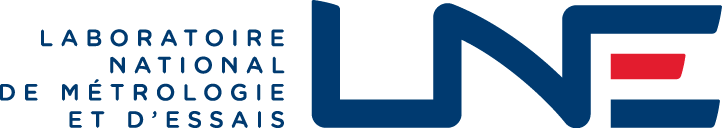 LABORATOIRE
NATIONAL
DE MÉTROLOGIE
ET D'ESSAIS
LNE